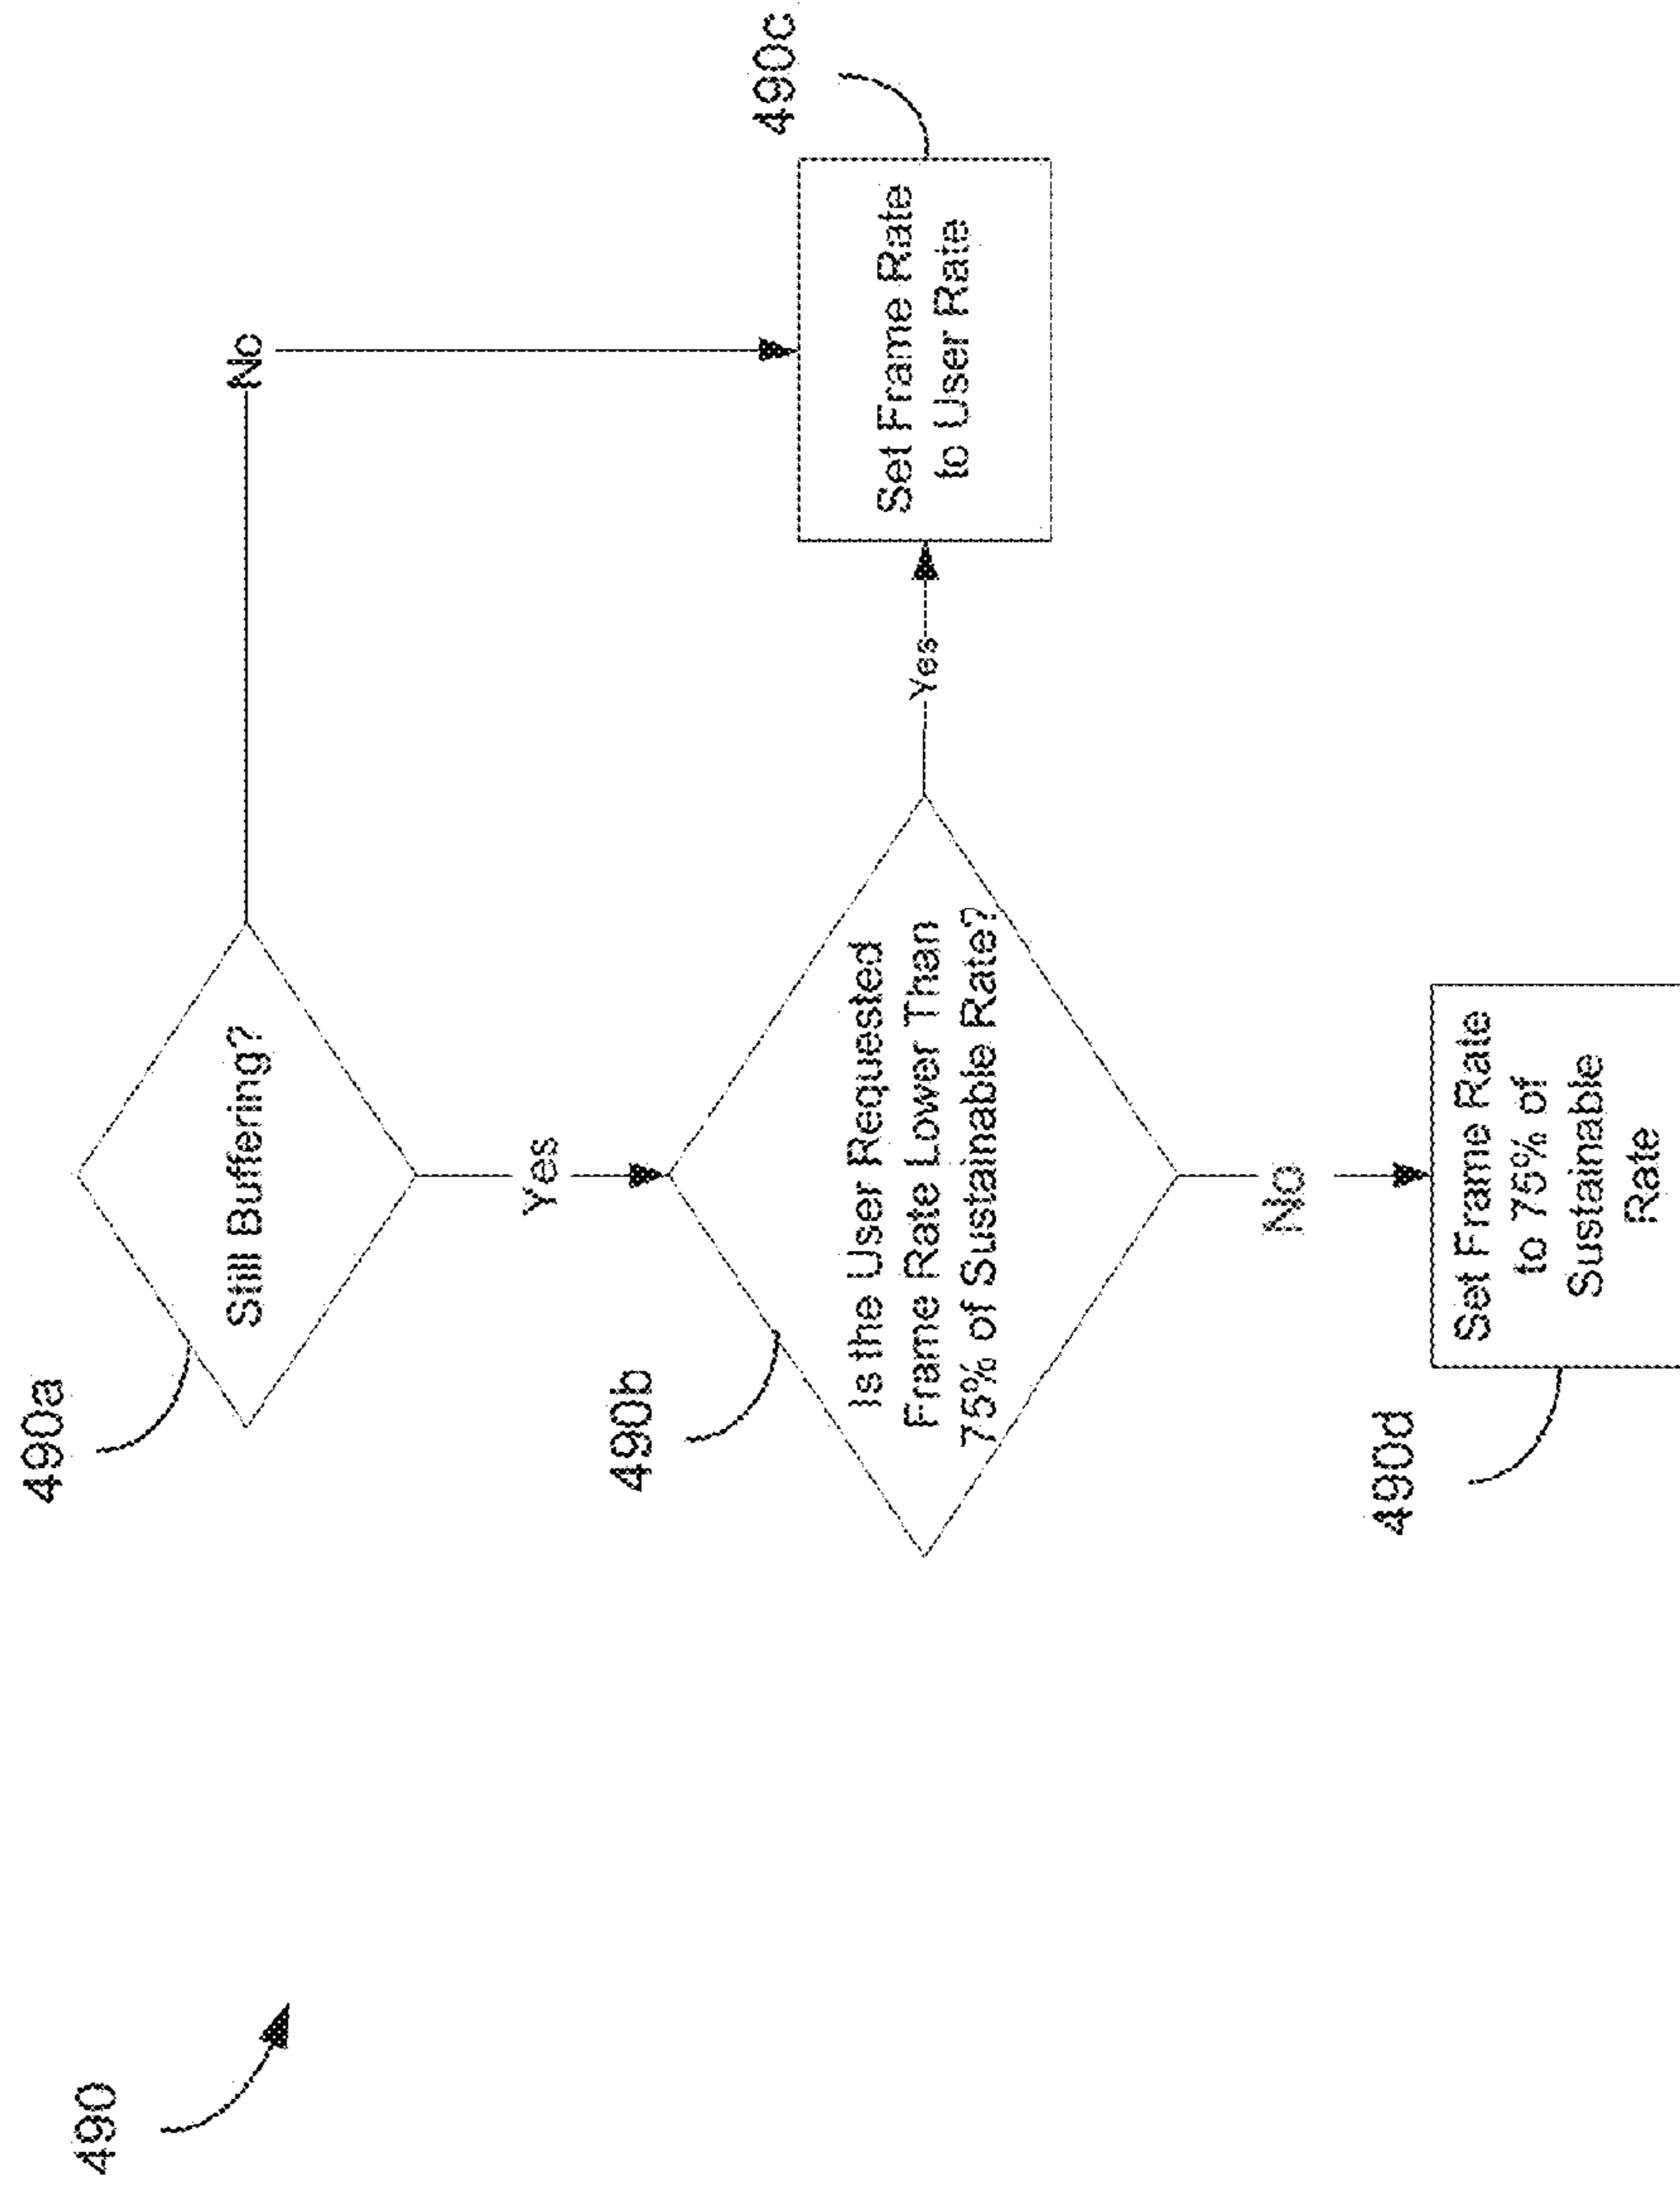 490
490a
Still Buffering?
No
Yes
490b
Is the User Requested
Frame Rate Lower Than
75% of Sustainable Rate?
Yes
490c
Set Frame Rate
to User Rate
No
490d
Set Frame Rate
to 75% of
Sustainable
Rate